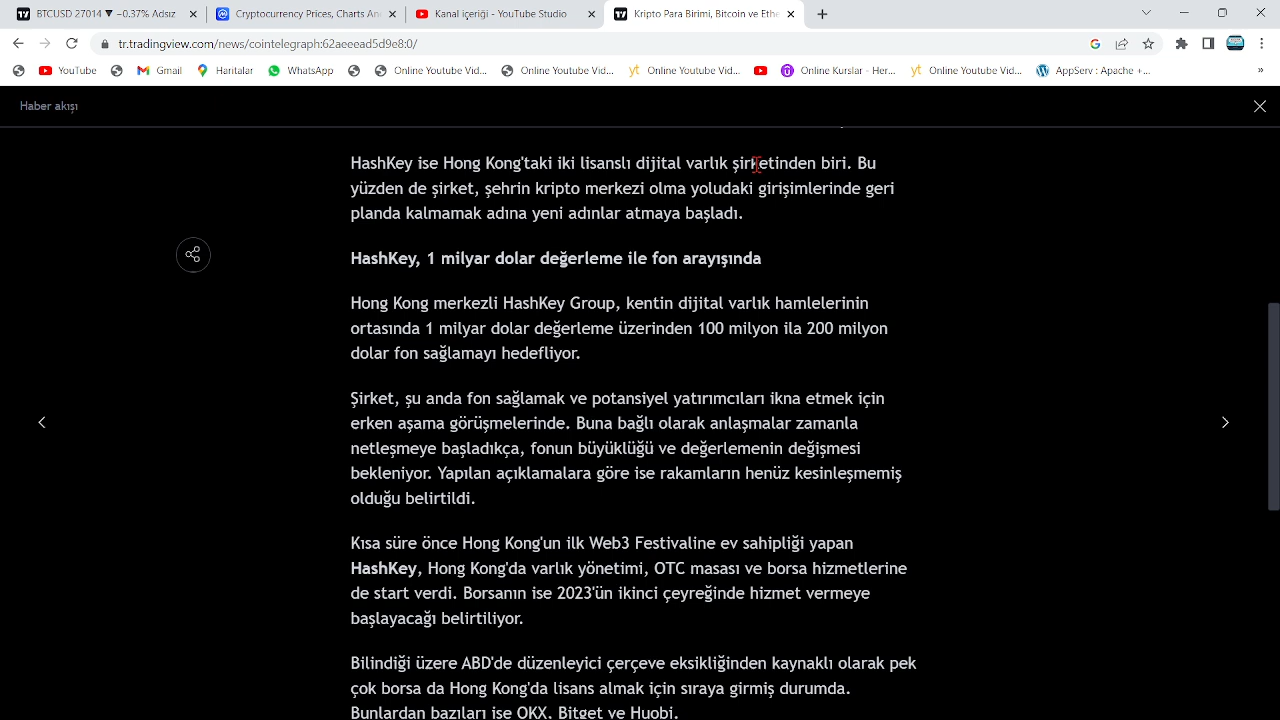 BTCUSD 27014 ▼ −0.37% Adsız
Cryptocurrency Prices, Charts An
Kanal içeriği - YouTube Studio
Kripto Para Birimi, Bitcoin ve Eth
tr.tradingview.com/news/cointelegraph:62aeeead5d9e8:0/
YouTube
Gmail
Haritalar
WhatsApp
Online Youtube Vid...
Online Youtube Vid...
yt Online Youtube Vid...
Online Kurslar - Her...
yt Online Youtube Vid...
AppServ : Apache +...
»
Haber akışı
HashKey ise Hong Kong'taki iki lisanslı dijital varlık şirketinden biri. Bu
yüzden de şirket, şehrin kripto merkezi olma yoludaki girişimlerinde geri
planda kalmamak adına yeni adınlar atmaya başladı.
HashKey, 1 milyar dolar değerleme ile fon arayışında
Hong Kong merkezli HashKey Group, kentin dijital varlık hamlelerinin
ortasında 1 milyar dolar değerleme üzerinden 100 milyon ila 200 milyon
dolar fon sağlamayı hedefliyor.
Şirket, şu anda fon sağlamak ve potansiyel yatırımcıları ikna etmek için
erken aşama görüşmelerinde. Buna bağlı olarak anlaşmalar zamanla
netleşmeye başladıkça, fonun büyüklüğü ve değerlemenin değişmesi
bekleniyor. Yapılan açıklamalara göre ise rakamların henüz kesinleşmemiş
olduğu belirtildi.
Kısa süre önce Hong Kong'un ilk Web3 Festivaline ev sahipliği yapan
HashKey, Hong Kong'da varlık yönetimi, OTC masası ve borsa hizmetlerine
de start verdi. Borsanın ise 2023'ün ikinci çeyreğinde hizmet vermeye
başlayacağı belirtiliyor.
Bilindiği üzere ABD'de düzenleyici çerçeve eksikliğinden kaynaklı olarak pek
çok borsa da Hong Kong'da lisans almak için sıraya girmiş durumda.
Bunlardan bazıları ise OKX, Bitget ve Huobi.